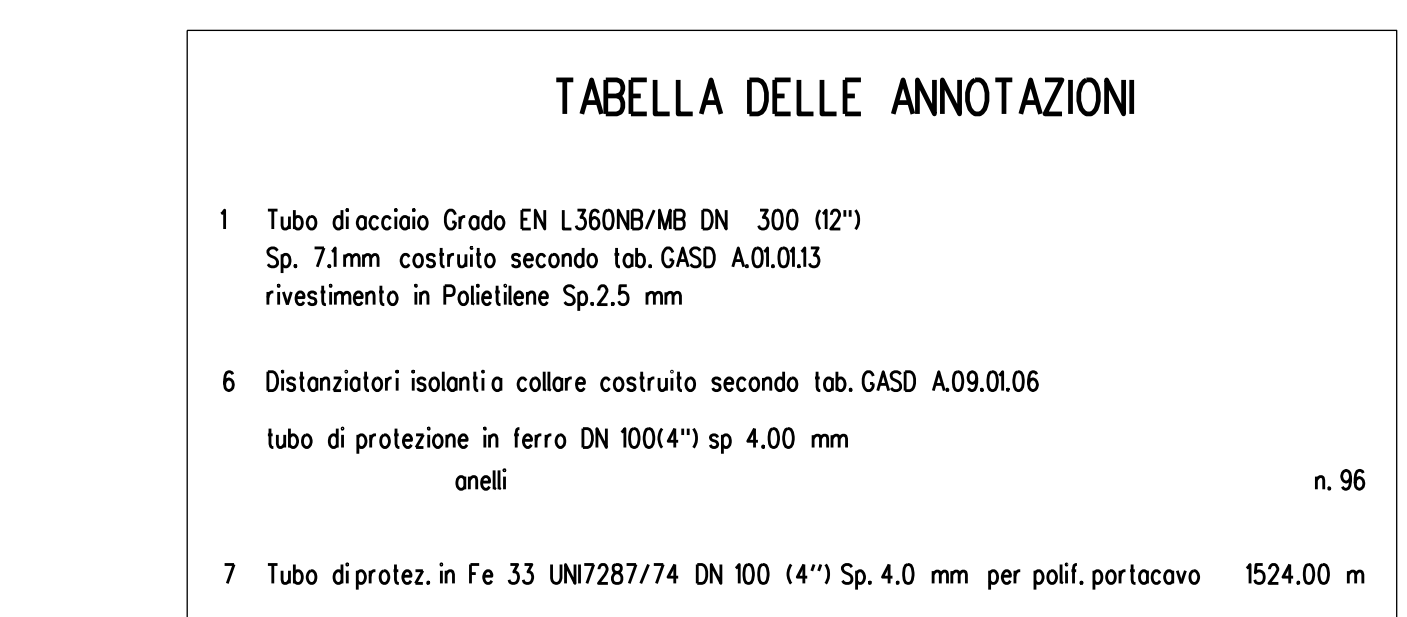 TABELLA DELLE ANNOTAZIONI
1 Tubo di acciaio Grado EN L360NB/MB DN 300 (12")
Sp. 7.1mm costruito secondo tab. GASD A.01.01.13
rivestimento in Polietilene Sp.2.5 mm
6 Distanziatori isolanti a collare costruito secondo tab. GASD A.09.01.06
tubo di protezione in ferro DN 100(4") sp 4.00 mm
anelli n. 96
7 Tubo di protez. in Fe 33 UNI7287/74 DN 100 (4'') Sp. 4.0 mm per polif. portacavo 1524.00 m